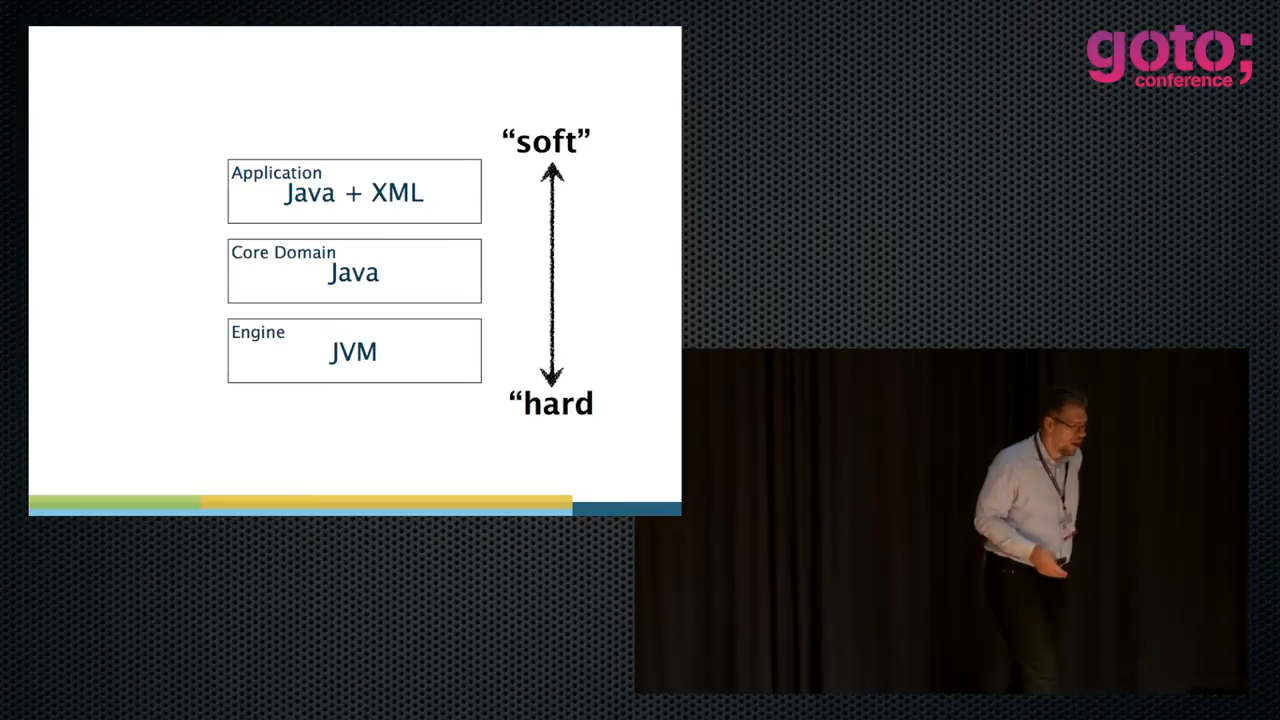 goto;
conference
“soft”
Application
Java + XML
Core Domain
Java
Engine
JVM
“hard